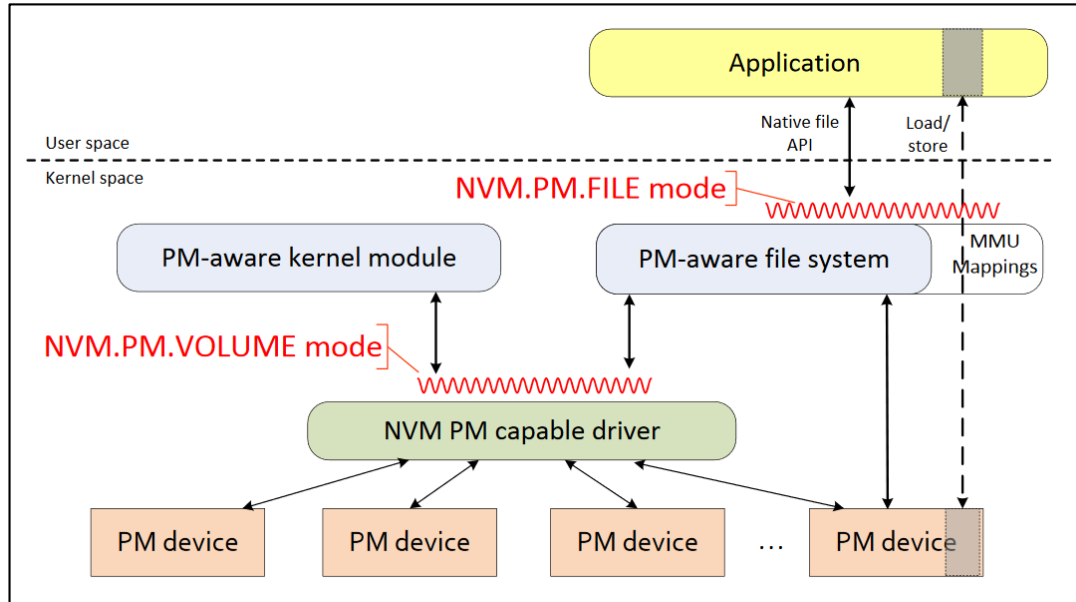 Application
User space
Native file
API
Load/
store
Kernel space
NVM.PM.FILE mode
PM-aware kernel module
PM-aware file system
MMU
Mappings
NVM.PM.VOLUME mode
NVM PM capable driver
PM device
PM device
PM device
...
PM device